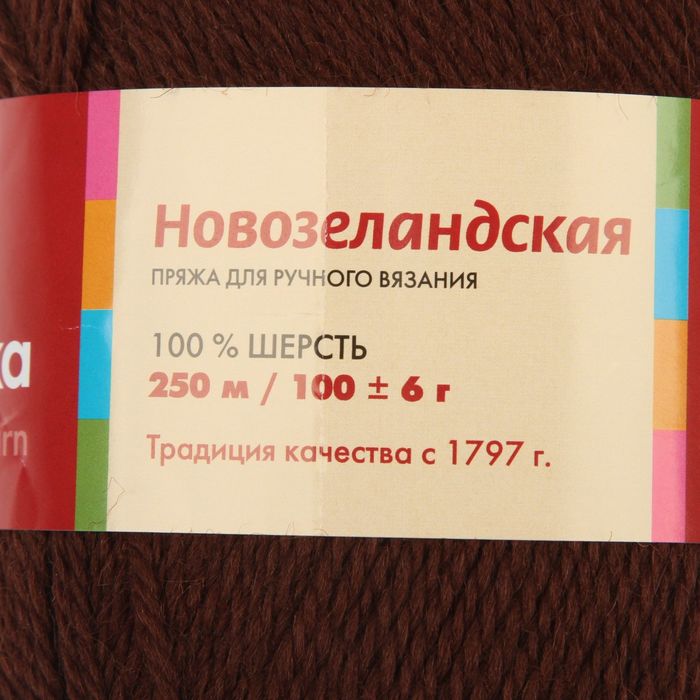 Новозеландская
ПРЯЖА ДЛЯ РУЧНОГО ВЯЗАНИЯ
100 % ШЕРСТЬ
250 м / 100 ± 6 г
Традиция качества с 1797 г.